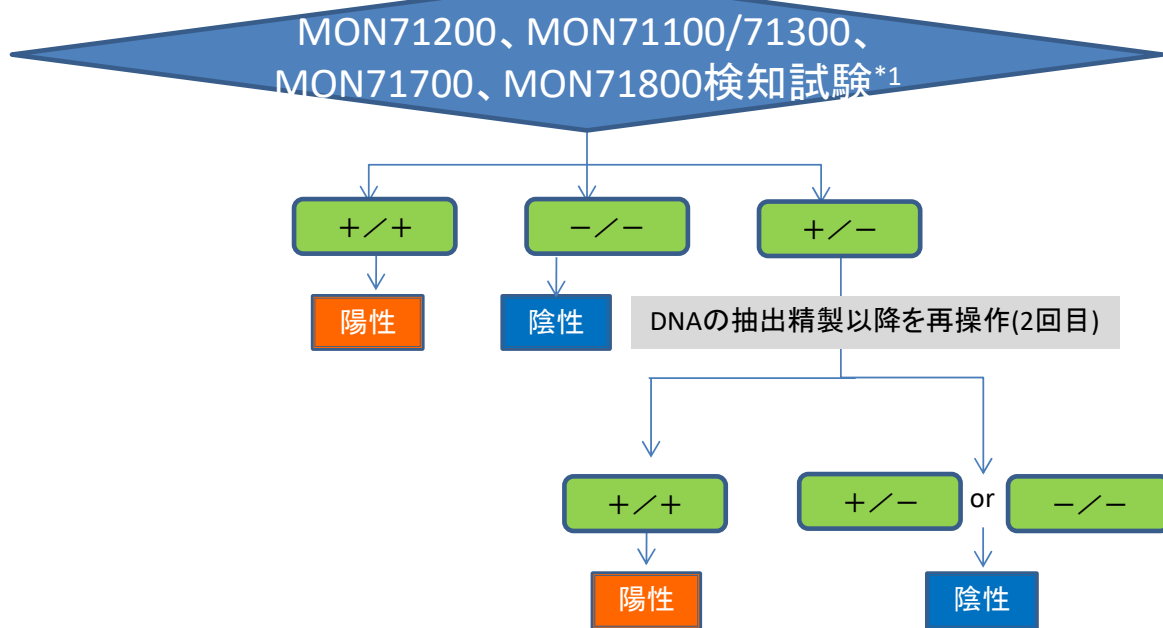 MON71200、MON71100/71300、
MON71700、MON71800検知試験*1
＋／＋
－／－
＋／－
陽性
陰性
DNAの抽出精製以降を再操作(2回目)
＋／＋
＋／－
or
－／－
陽性
陰性